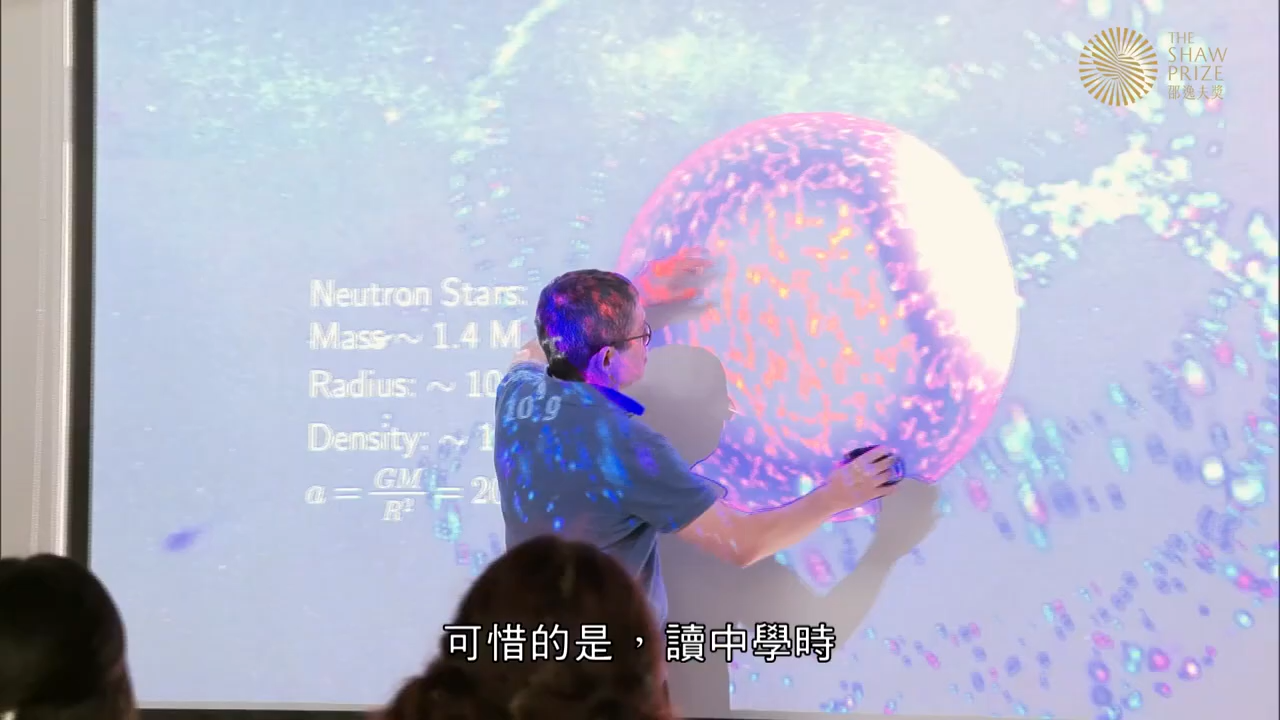 THE
SHAW
PRIZE
邵逸夫獎
Neutron Stars:
Mass ~ 1.4 M
Radius: ~ 10
Density: ~ 1
10 g
a = GM/R² = 20
可惜的是，讀中學時